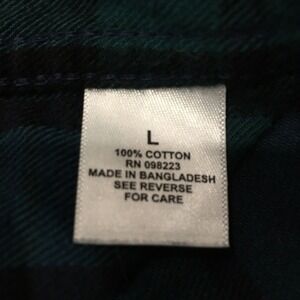 L
100% COTTON
RN 098223
MADE IN BANGLADESH
SEE REVERSE
FOR CARE